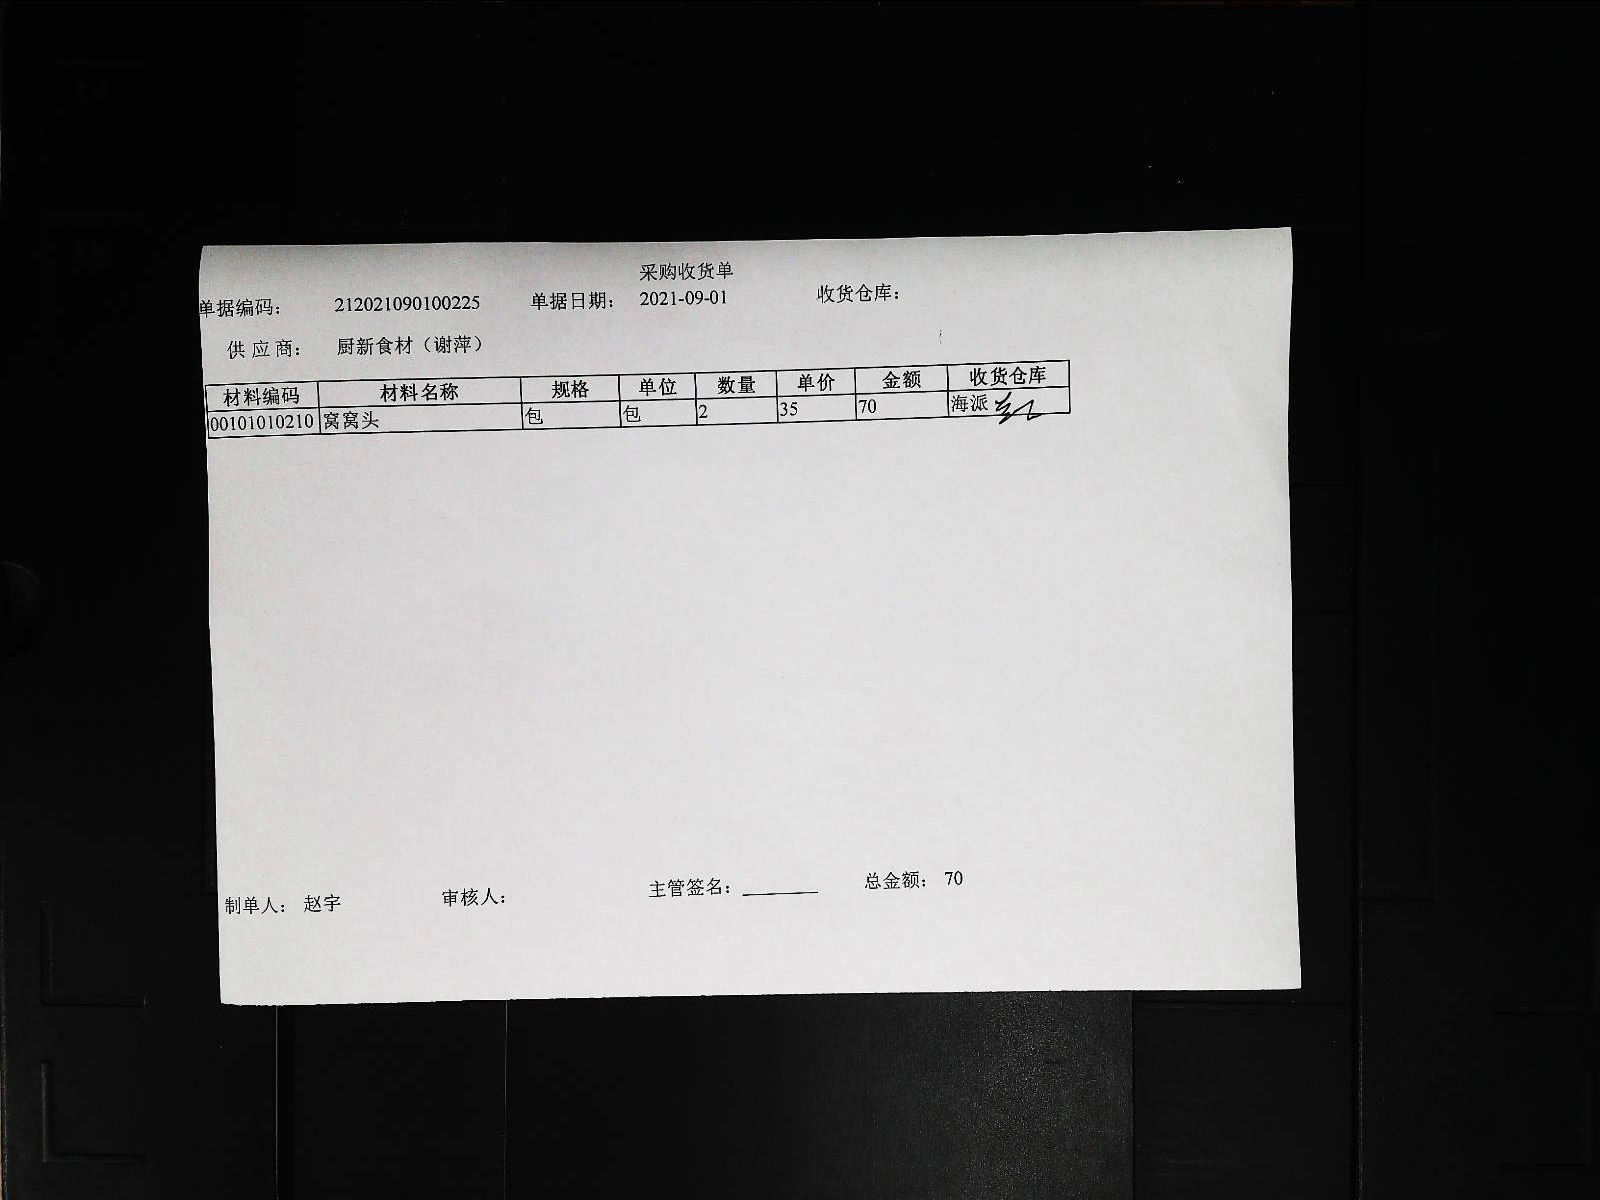 采购收货单
单据编码: 212021090100225 单据日期: 2021-09-01 收货仓库:
供应商: 厨新食材（谢萍）
材料编码 材料名称 规格 单位 数量 单价 金额 收货仓库
00101010210 窝窝头 包 包 2 35 70 海派
制单人: 赵宇 审核人: 主管签名: 总金额: 70